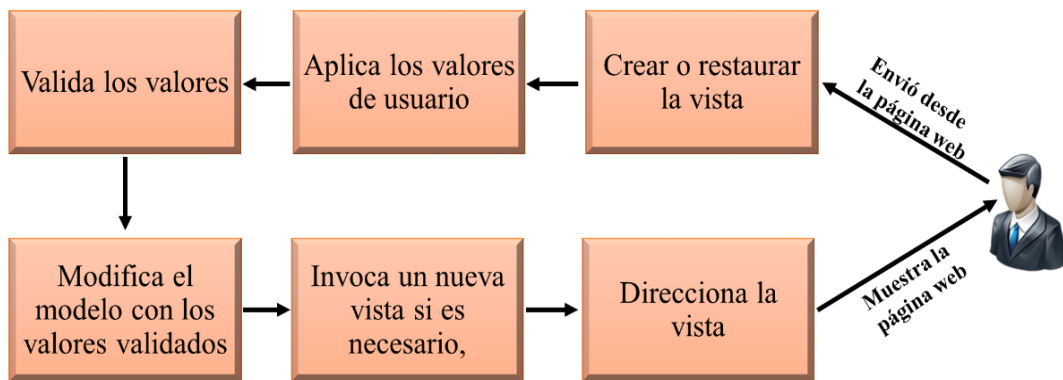 Envió desde
la página web
Crear o restaurar
la vista
Aplica los valores
de usuario
Valida los valores
Modifica el
modelo con los
valores validados
Invoca un nueva
vista si es
necesario,
Direcciona la
vista
Muestra la
página web